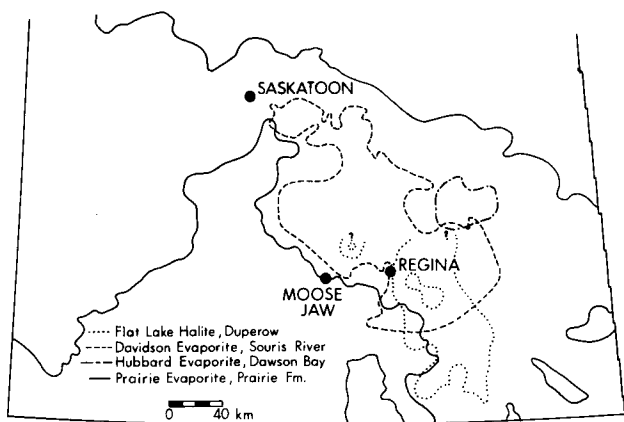 SASKATOON
?
?
REGINA
MOOSE
JAW
Flat Lake Halite, Duperow
Davidson Evaporite, Souris River
Hubbard Evaporite, Dawson Bay
Prairie Evaporite, Prairie Fm.
0 40 km